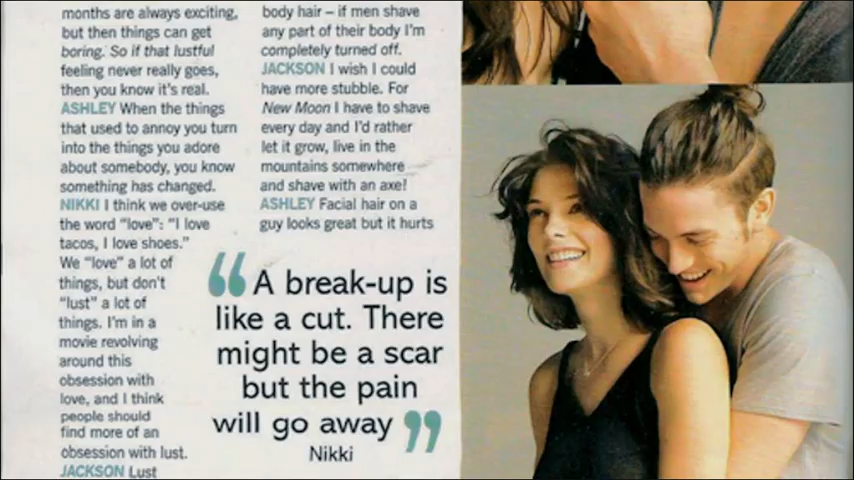 months are always exciting,
but then things can get
boring. So if that lustful
feeling never really goes,
then you know it's real.
ASHLEY When the things
that used to annoy you turn
into the things you adore
about somebody, you know
something has changed.
NIKKI I think we over-use
the word "love": "I love
tacos, I love shoes."
We "love" a lot of
things, but don't
"lust" a lot of
things. I'm in a
movie revolving
around this
obsession with
love, and I think
people should
find more of an
obsession with lust.
JACKSON Lust
body hair – if men shave
any part of their body I'm
completely turned off.
JACKSON I wish I could
have more stubble. For
New Moon I have to shave
every day and I'd rather
let it grow, live in the
mountains somewhere
and shave with an axe!
ASHLEY Facial hair on a
guy looks great but it hurts
“A break-up is
like a cut. There
might be a scar
but the pain
will go away”
Nikki